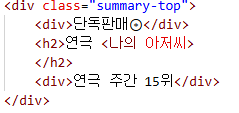 <div class="summary-top">
<div>단독판매⦿</div>
<h2>연극 <나의 아저씨>
</h2>
<div>연극 주간 15위</div>
</div>